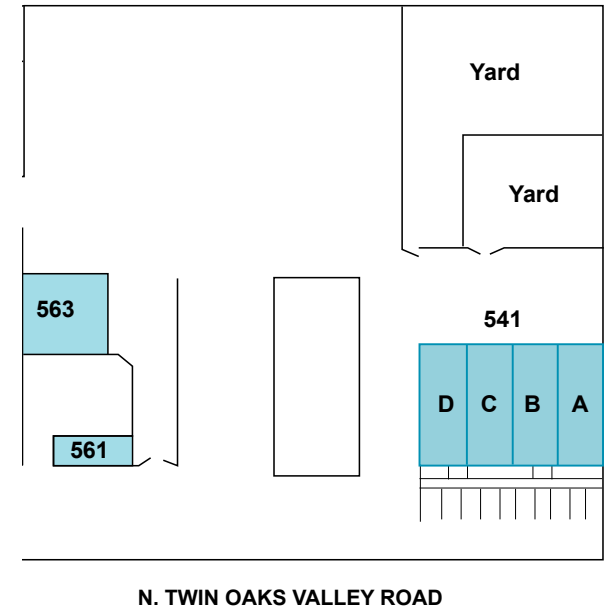 Yard
Yard
563
541
D C B A
561
N. TWIN OAKS VALLEY ROAD